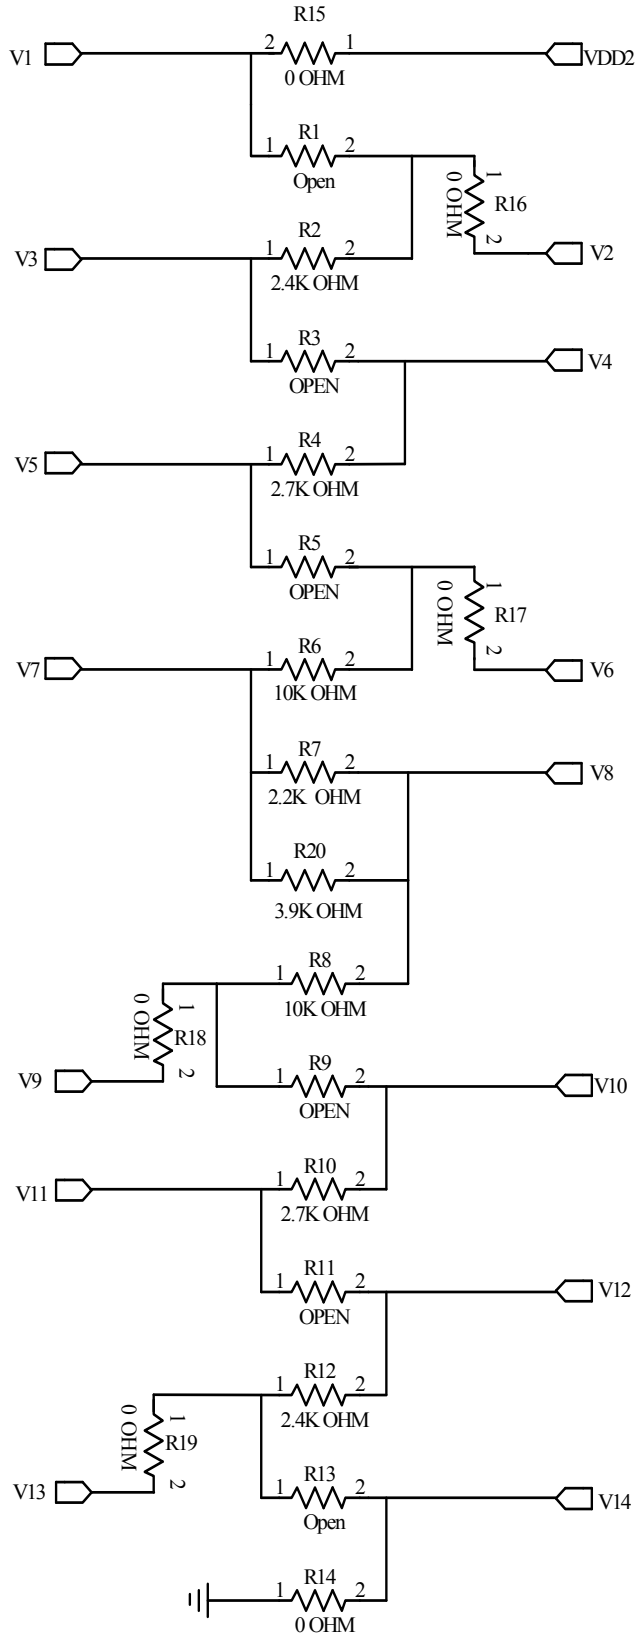 R15
V1
2
1
VDD2
0 OHM
R1
1
2
Open
1
0 OHM
R16
2
R2
V3
1
2
V2
2.4K OHM
R3
1
2
V4
OPEN
R4
V5
1
2
2.7K OHM
R5
1
2
OPEN
1
0 OHM
R17
2
R6
V7
1
2
V6
10K OHM
R7
1
2
V8
2.2K OHM
R20
1
2
3.9K OHM
R8
1
2
10K OHM
1
0 OHM
R18
2
V9
R9
1
2
V10
OPEN
R10
V11
1
2
2.7K OHM
R11
1
2
V12
OPEN
R12
1
2
2.4K OHM
1
0 OHM
R19
2
V13
R13
1
2
V14
Open
R14
1
2
0 OHM